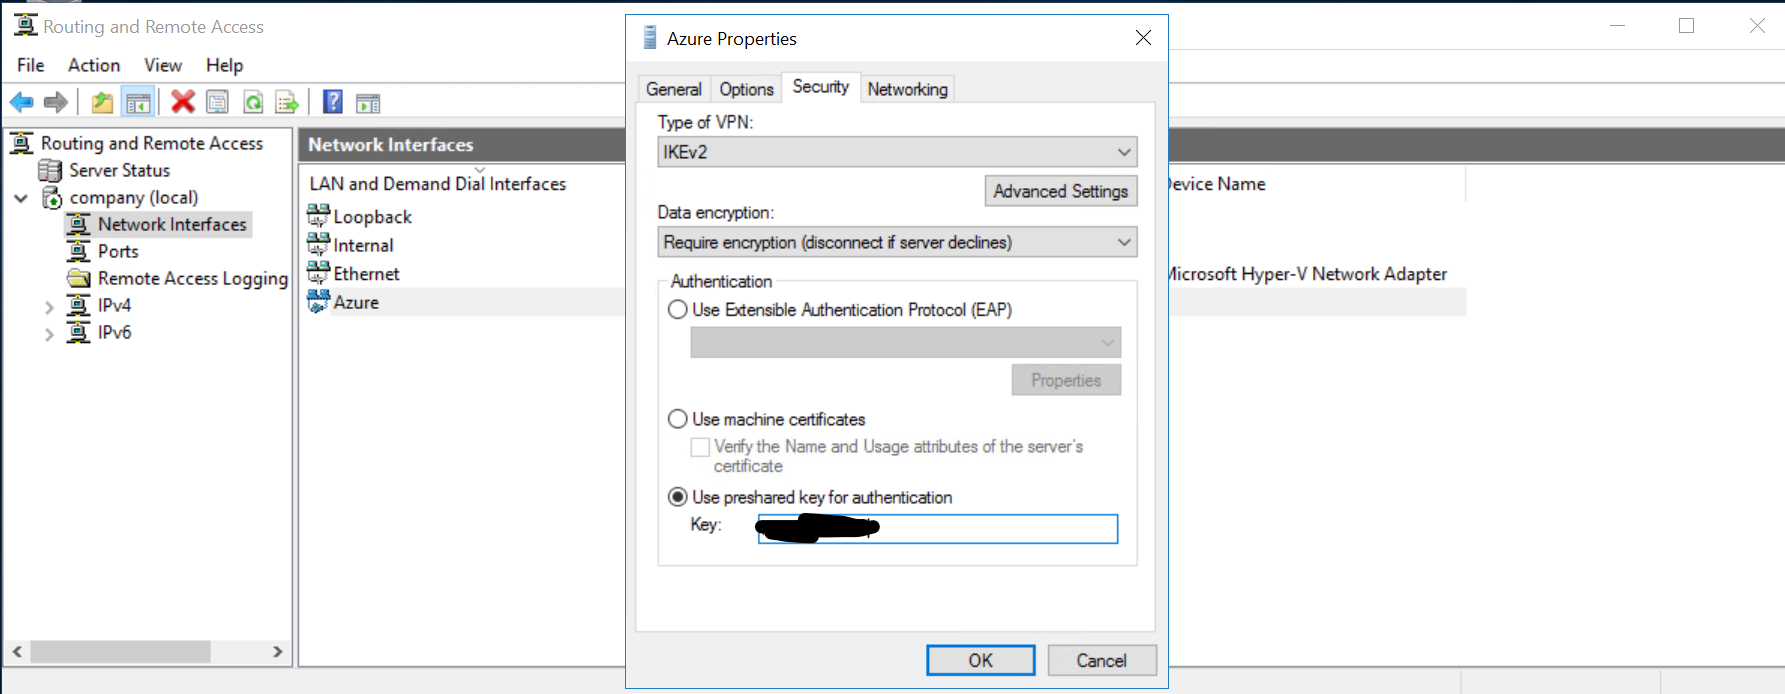 Routing and Remote Access
File Action View Help
Routing and Remote Access
Server Status
company (local)
Network Interfaces
Ports
Remote Access Logging
IPv4
IPv6
Network Interfaces
LAN and Demand Dial Interfaces
Loopback
Internal
Ethernet
Azure
Azure Properties
General Options Security Networking
Type of VPN:
IKEv2
Advanced Settings
Data encryption:
Require encryption (disconnect if server declines)
Authentication
Use Extensible Authentication Protocol (EAP)
Properties
Use machine certificates
Verify the Name and Usage attributes of the server's
certificate
Use preshared key for authentication
Key:
OK Cancel
evice Name
icrosoft Hyper-V Network Adapter